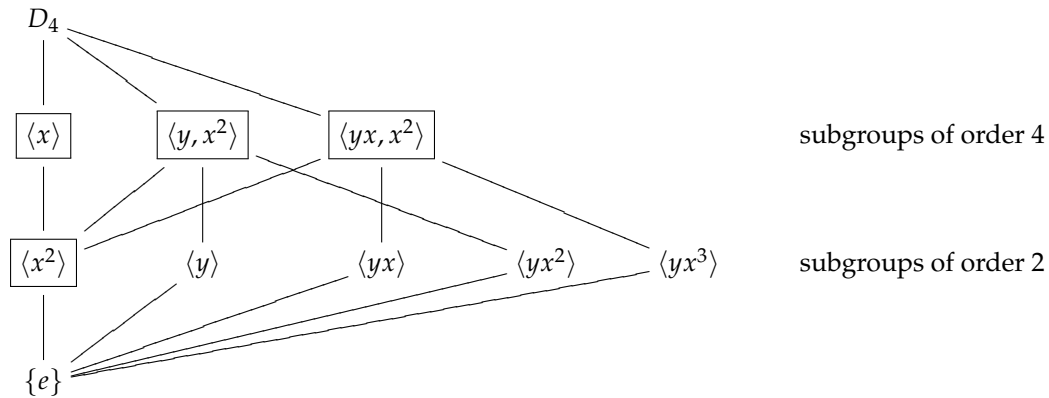 D₄
⟨x⟩ ⟨y, x²⟩ ⟨yx, x²⟩ subgroups of order 4
⟨x²⟩ ⟨y⟩ ⟨yx⟩ ⟨yx²⟩ ⟨yx³⟩ subgroups of order 2
{e}